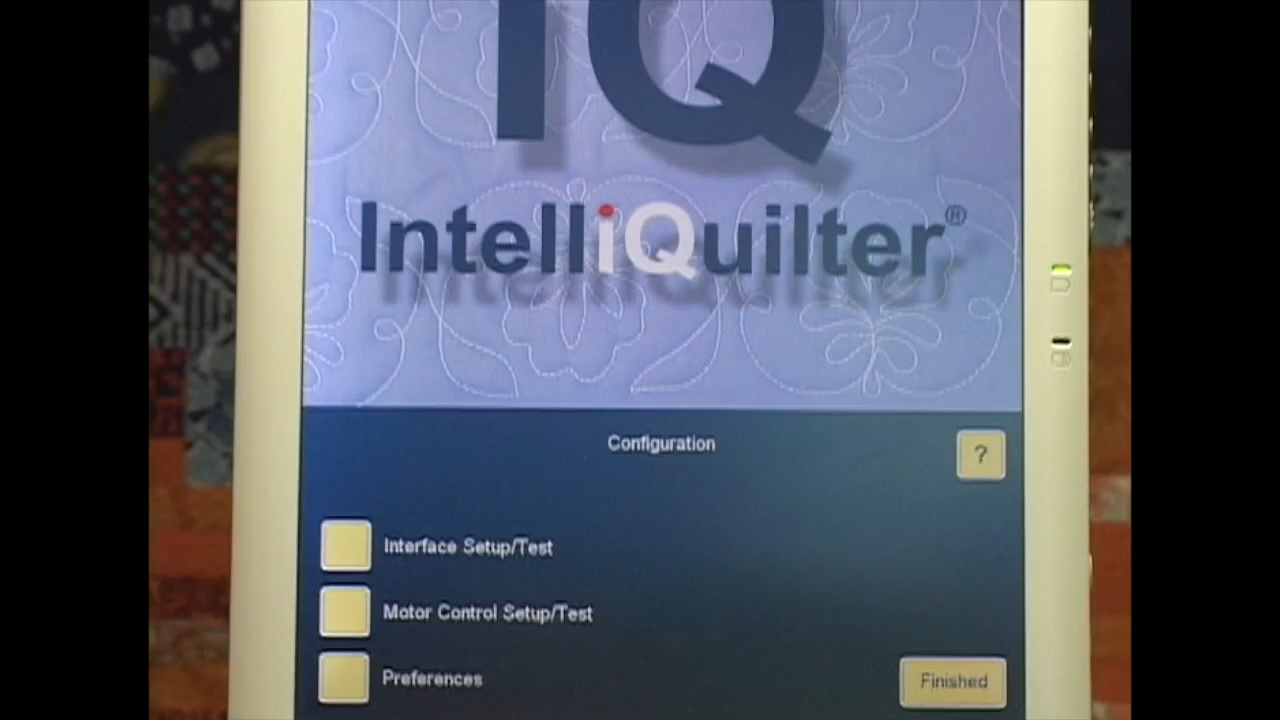 IQ
IntelliQuilter®
Configuration
?
Interface Setup/Test
Motor Control Setup/Test
Preferences
Finished